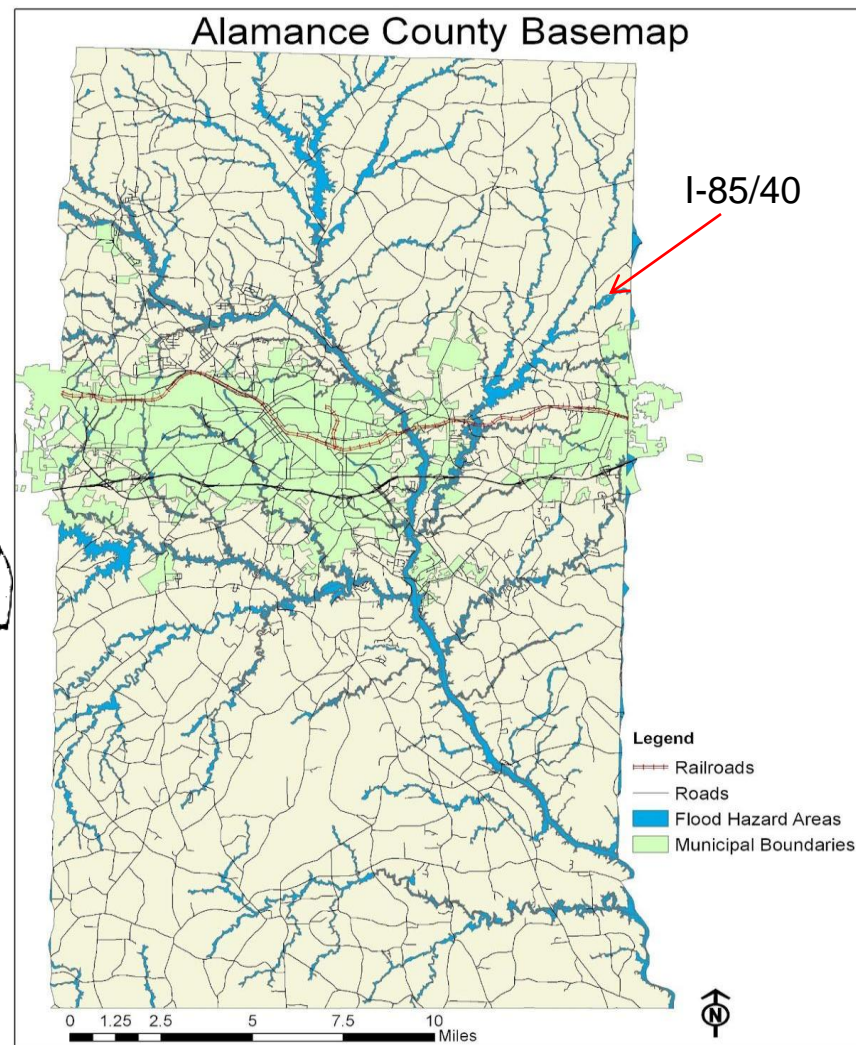 Alamance County Basemap
I-85/40
Legend
Railroads
Roads
Flood Hazard Areas
Municipal Boundaries
0 1.25 2.5 5 7.5 10
Miles
N